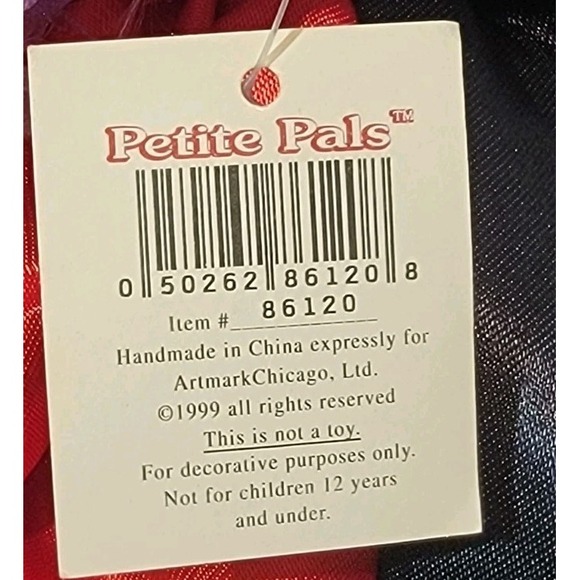 Petite Pals™
0 50262 86120 8
Item # 86120
Handmade in China expressly for
ArtmarkChicago, Ltd.
©1999 all rights reserved
This is not a toy.
For decorative purposes only.
Not for children 12 years
and under.